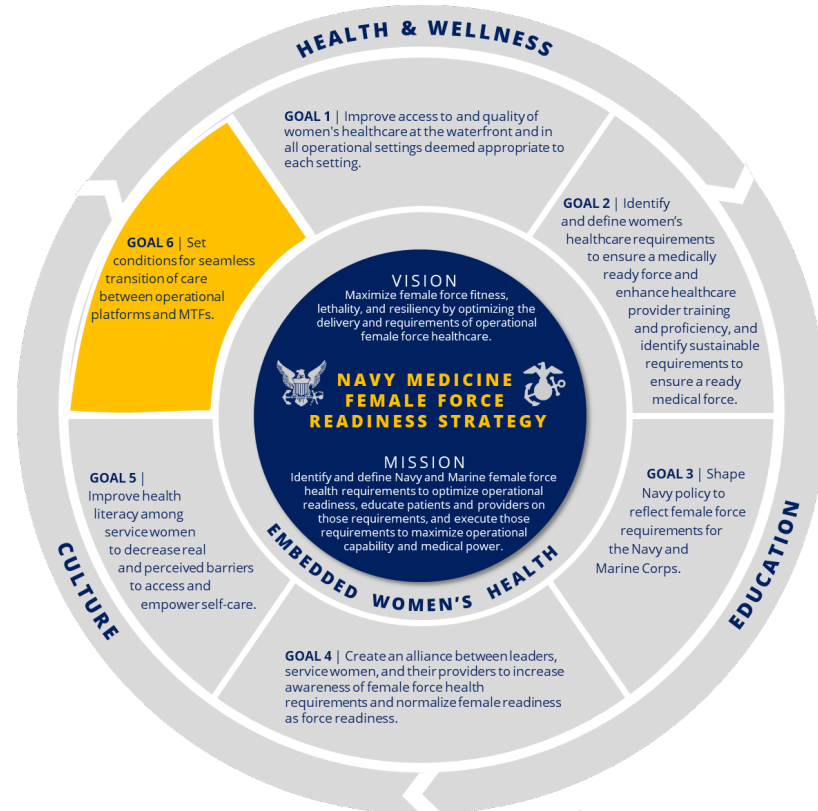 HEALTH & WELLNESS
GOAL 1 | Improve access to and quality of
women's healthcare at the waterfront and in
all operational settings deemed appropriate to
each setting.
GOAL 2 | Identify
and define women’s
healthcare requirements
to ensure a medically
ready force and
enhance healthcare
provider training
and proficiency, and
identify sustainable
requirements to
ensure a ready
medical force.
GOAL 3 | Shape
Navy policy to
reflect female force
requirements for
the Navy and
Marine Corps.
EDUCATION
GOAL 4 | Create an alliance between leaders,
service women, and their providers to increase
awareness of female force health
requirements and normalize female readiness
as force readiness.
GOAL 5 |
Improve health
literacy among
service women
to decrease real
and perceived barriers
to access and
empower self-care.
CULTURE
GOAL 6 | Set
conditions for seamless
transition of care
between operational
platforms and MTFs.
VISION
Maximize female force fitness,
lethality, and resiliency by optimizing the
delivery and requirements of operational
female force healthcare.
NAVY MEDICINE
FEMALE FORCE
READINESS STRATEGY
MISSION
Identify and define Navy and Marine female force
health requirements to optimize operational
readiness, educate patients and providers on
those requirements, and execute those
requirements to maximize operational
capability and medical power.
EMBEDDED WOMEN’S HEALTH